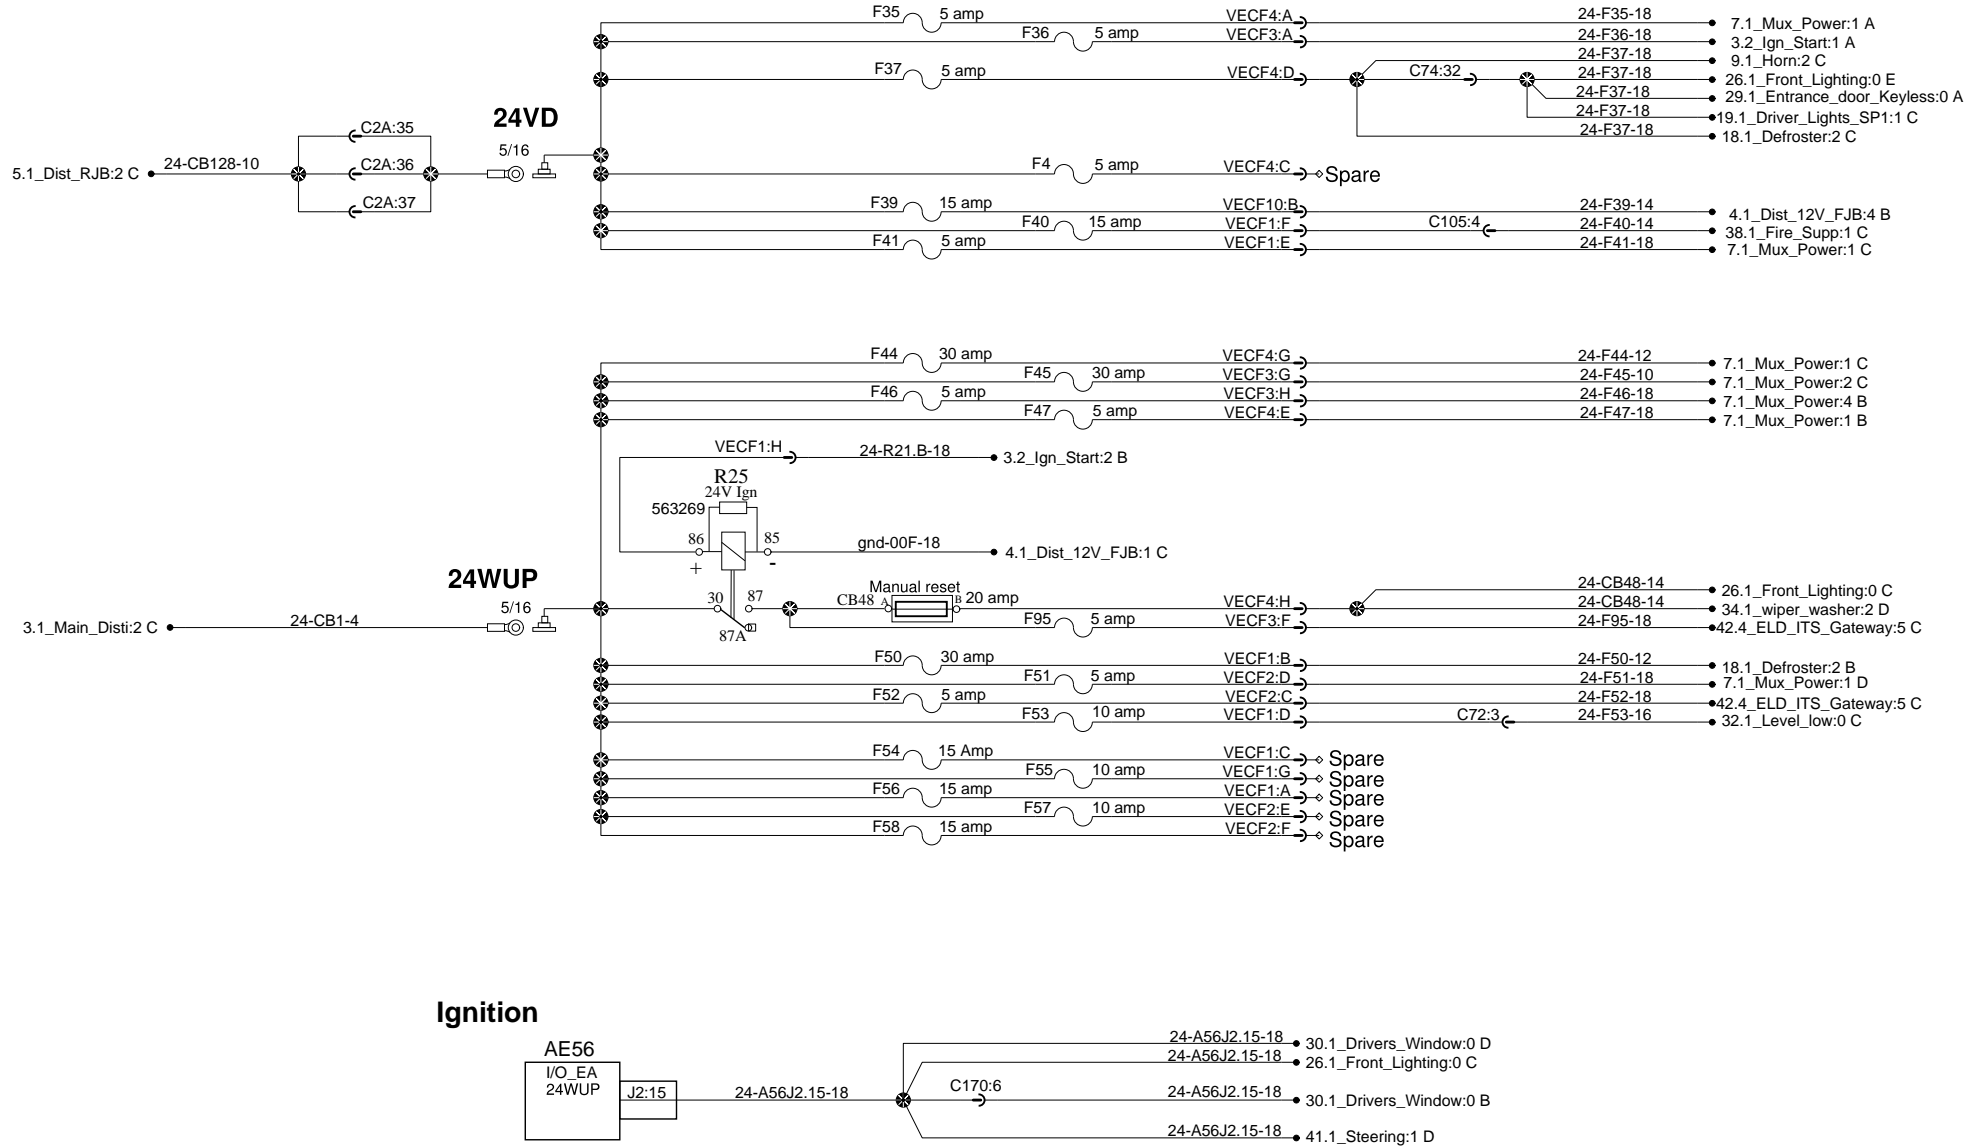 F35 5 amp VECF4:A 24-F35-18 7.1_Mux_Power:1 A
F36 5 amp VECF3:A 24-F36-18 3.2_Ign_Start:1 A
24-F37-18 9.1_Horn:2 C
F37 5 amp VECF4:D C74:32 24-F37-18 26.1_Front_Lighting:0 E
24-F37-18 29.1_Entrance_door_Keyless:0 A
24VD
24-F37-18 19.1_Driver_Lights_SP1:1 C
C2A:35 24-F37-18 18.1_Defroster:2 C
5/16
5.1_Dist_RJB:2 C 24-CB128-10 C2A:36 F4 5 amp VECF4:C Spare
C2A:37 F39 15 amp VECF10:B 24-F39-14 4.1_Dist_12V_FJB:4 B
F40 15 amp VECF1:F C105:4 24-F40-14 38.1_Fire_Supp:1 C
F41 5 amp VECF1:E 24-F41-18 7.1_Mux_Power:1 C
F44 30 amp VECF4:G 24-F44-12 7.1_Mux_Power:1 C
F45 30 amp VECF3:G 24-F45-10 7.1_Mux_Power:2 C
F46 5 amp VECF3:H 24-F46-18 7.1_Mux_Power:4 B
F47 5 amp VECF4:E 24-F47-18 7.1_Mux_Power:1 B
VECF1:H 24-R21.B-18 3.2_Ign_Start:2 B
R25
24V Ign
563269
86 85 gnd-00F-18 4.1_Dist_12V_FJB:1 C
+ -
24WUP
Manual reset 24-CB48-14 26.1_Front_Lighting:0 C
5/16 30 87 CB48 A B 20 amp VECF4:H 24-CB48-14 34.1_wiper_washer:2 D
3.1_Main_Disti:2 C 24-CB1-4 87A F95 5 amp VECF3:F 24-F95-18 42.4_ELD_ITS_Gateway:5 C
F50 30 amp VECF1:B 24-F50-12 18.1_Defroster:2 B
F51 5 amp VECF2:D 24-F51-18 7.1_Mux_Power:1 D
F52 5 amp VECF2:C 24-F52-18 42.4_ELD_ITS_Gateway:5 C
F53 10 amp VECF1:D C72:3 24-F53-16 32.1_Level_low:0 C
F54 15 Amp VECF1:C Spare
F55 10 amp VECF1:G Spare
F56 15 amp VECF1:A Spare
F57 10 amp VECF2:E Spare
F58 15 amp VECF2:F Spare
Ignition
AE56 24-A56J2.15-18 30.1_Drivers_Window:0 D
I/O_EA 24-A56J2.15-18 26.1_Front_Lighting:0 C
24WUP J2:15 24-A56J2.15-18 C170:6 24-A56J2.15-18 30.1_Drivers_Window:0 B
24-A56J2.15-18 41.1_Steering:1 D